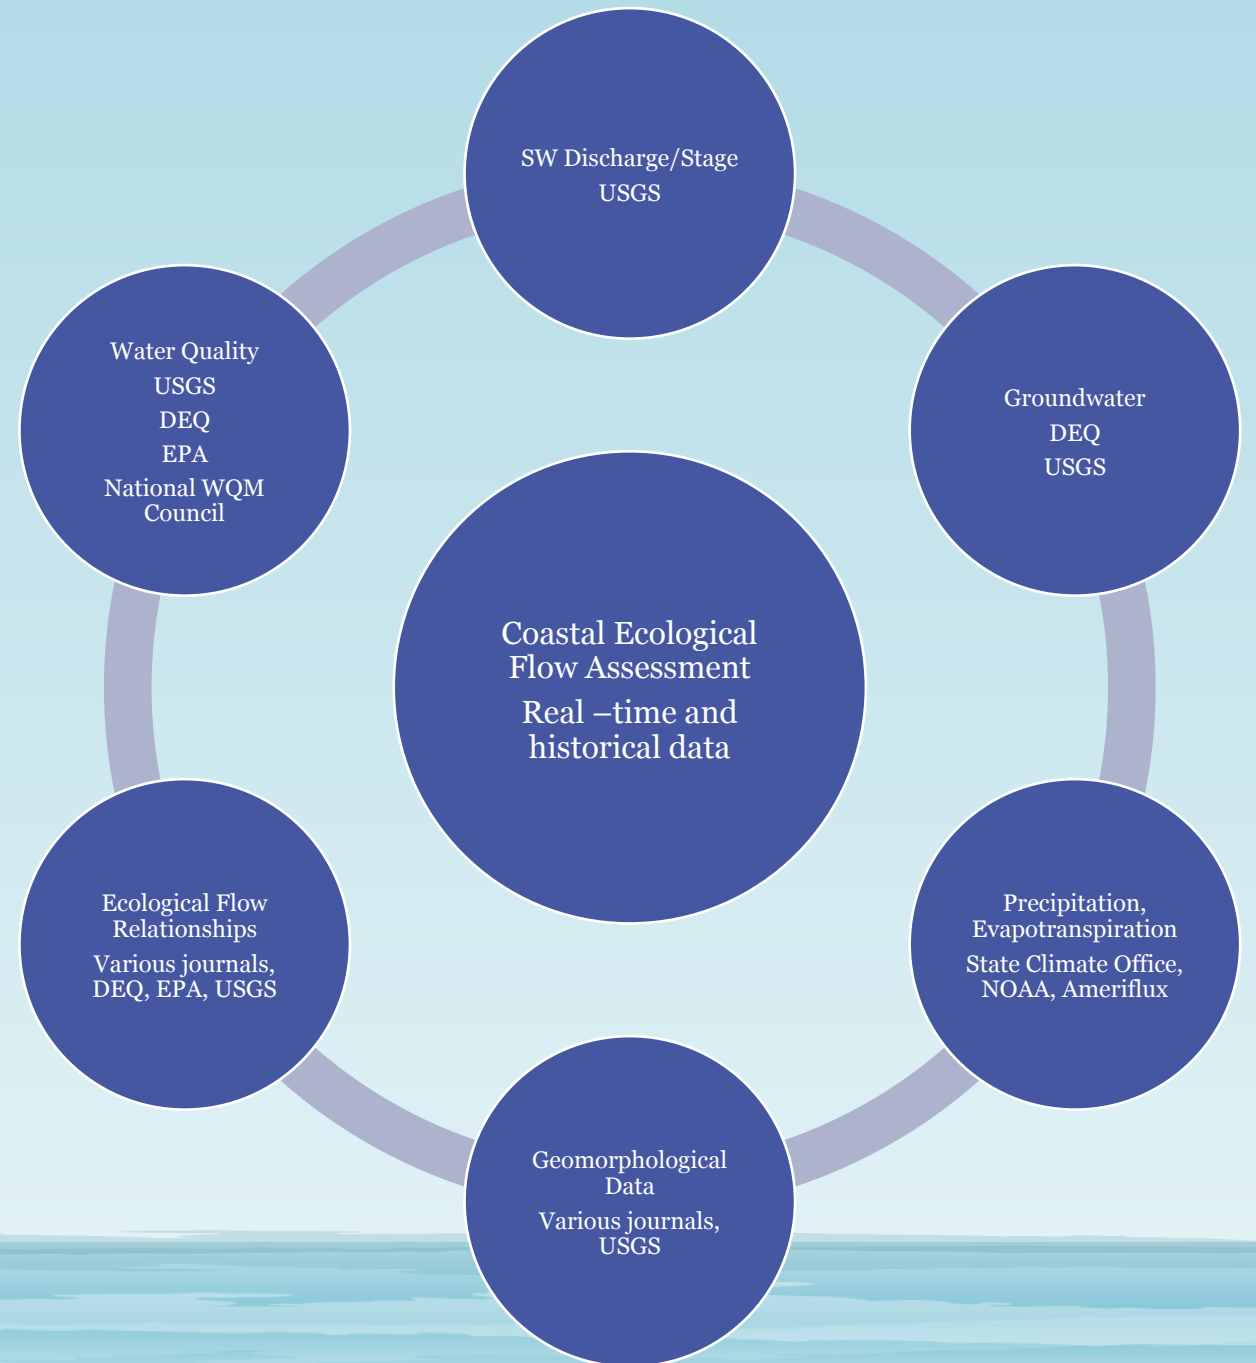 SW Discharge/Stage
USGS
Water Quality
USGS
DEQ
EPA
National WQM
Council
Groundwater
DEQ
USGS
Coastal Ecological
Flow Assessment
Real –time and
historical data
Ecological Flow
Relationships
Various journals,
DEQ, EPA, USGS
Precipitation,
Evapotranspiration
State Climate Office,
NOAA, Ameriflux
Geomorphological
Data
Various journals,
USGS